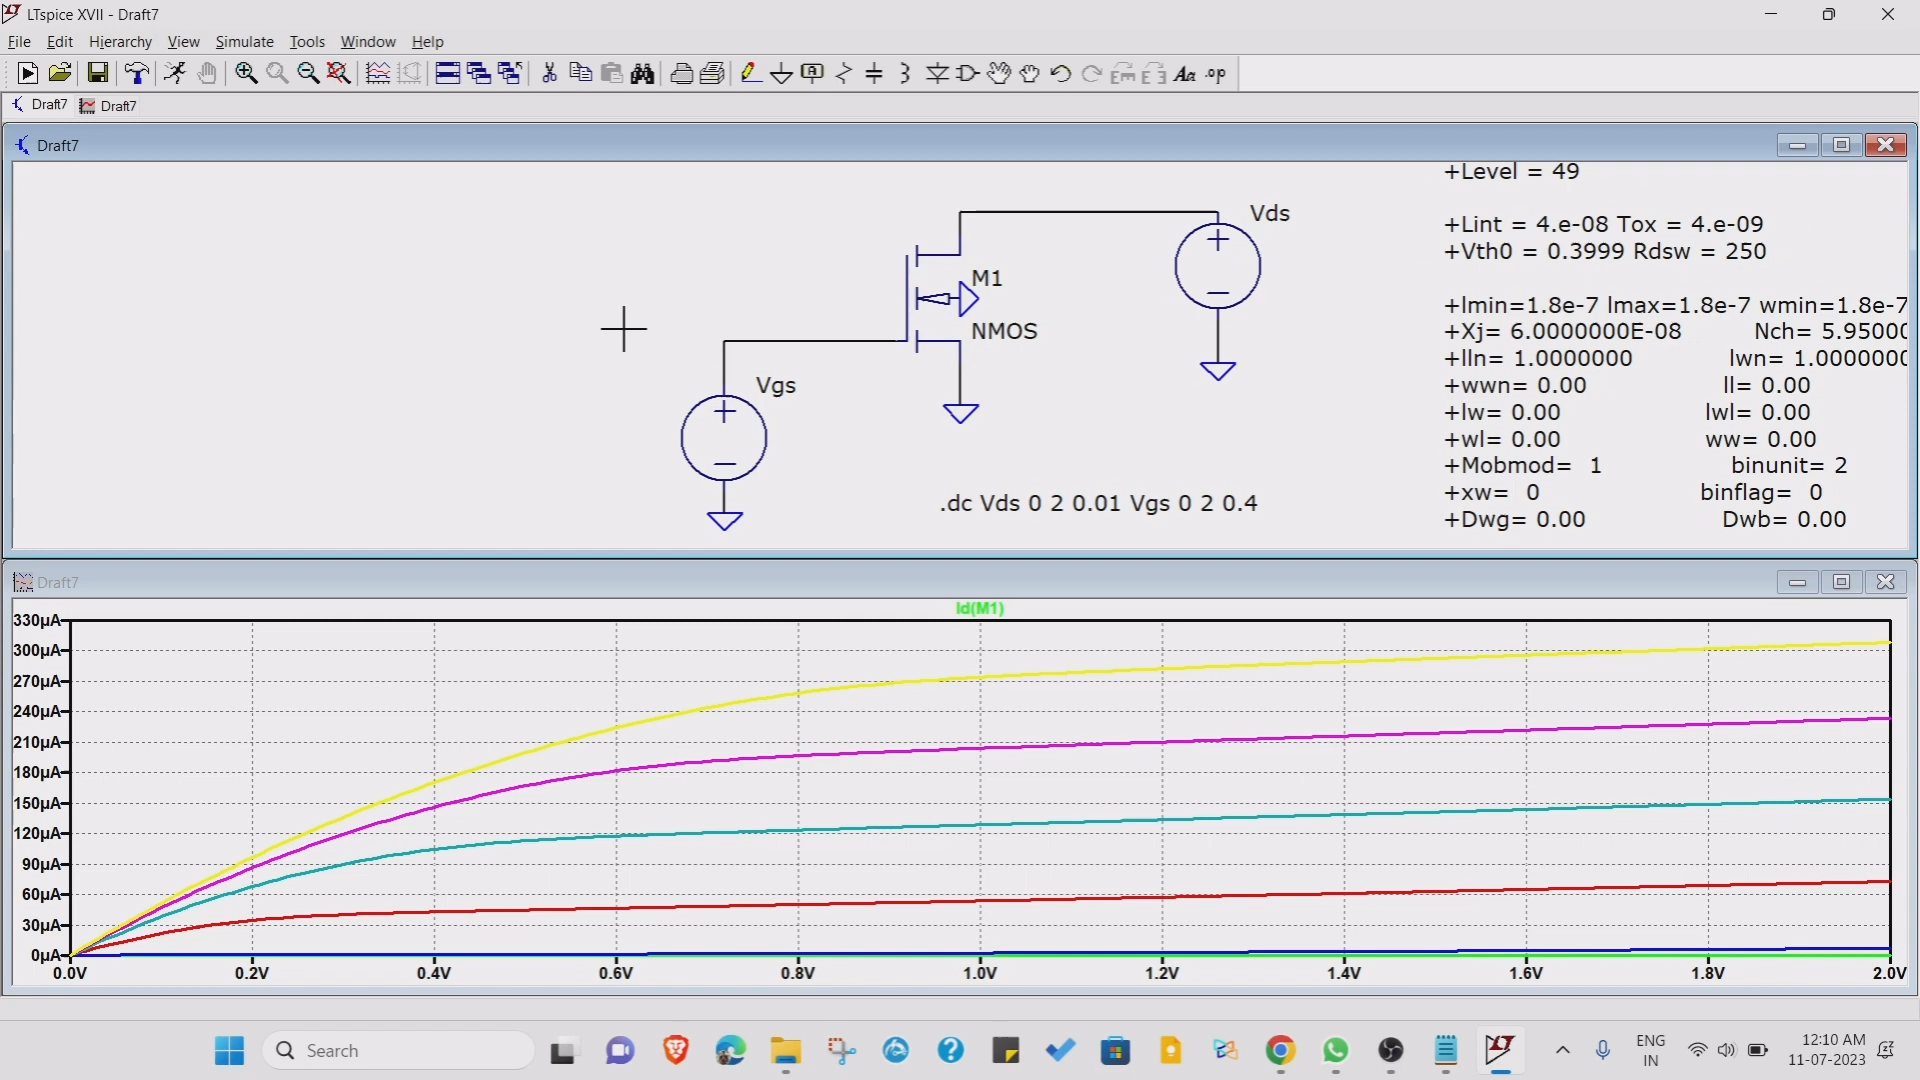 LTspice XVII - Draft7
File Edit Hierarchy View Simulate Tools Window Help
Draft7 Draft7
Draft7
+Level = 49
+Lint = 4.e-08 Tox = 4.e-09
+Vth0 = 0.3999 Rdsw = 250
+lmin=1.8e-7 lmax=1.8e-7 wmin=1.8e-7
+Xj= 6.0000000E-08 Nch= 5.9500
+lln= 1.0000000 lwn= 1.000000
+wwn= 0.00 ll= 0.00
+lw= 0.00 lwl= 0.00
+wl= 0.00 ww= 0.00
+Mobmod= 1 binunit= 2
+xw= 0 binflag= 0
+Dwg= 0.00 Dwb= 0.00
Vds
M1
NMOS
Vgs
.dc Vds 0 2 0.01 Vgs 0 2 0.4
Draft7
Id(M1)
330µA
300µA
270µA
240µA
210µA
180µA
150µA
120µA
90µA
60µA
30µA
0µA
0.0V 0.2V 0.4V 0.6V 0.8V 1.0V 1.2V 1.4V 1.6V 1.8V 2.0V
Search
ENG
IN
12:10 AM
11-07-2023